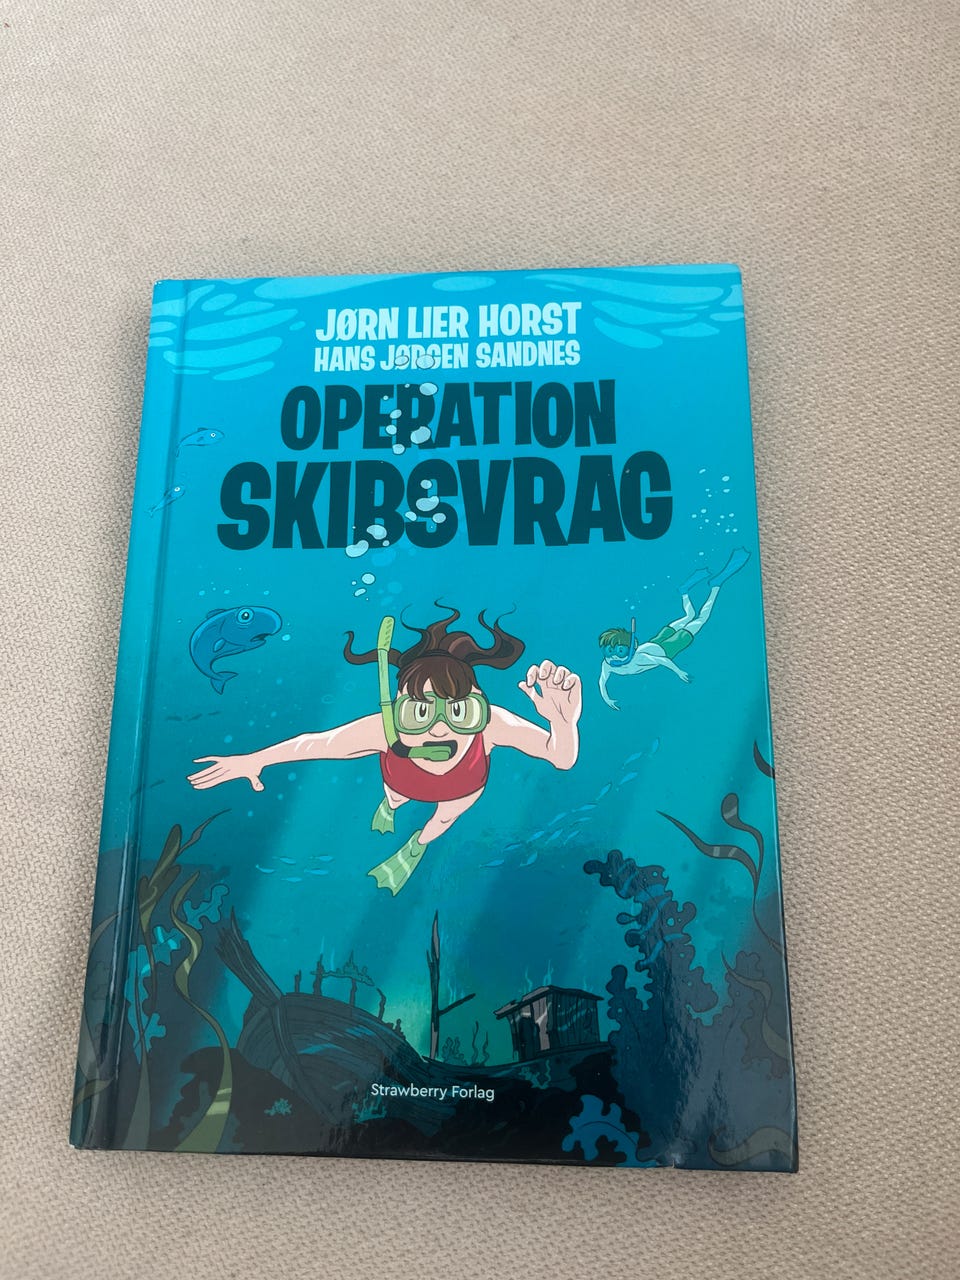 JØRN LIER HORST
HANS JØRGEN SANDNES
OPERATION
SKIBSVRAG
Strawberry Forlag